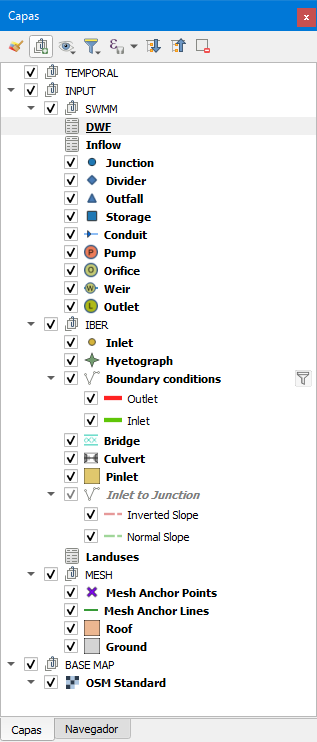 Capas
x
TEMPORAL
INPUT
SWMM
DWF
Inflow
Junction
Divider
Outfall
Storage
Conduit
P Pump
O Orifice
W Weir
L Outlet
IBER
Inlet
Hyetograph
Boundary conditions
Outlet
Inlet
Bridge
Culvert
Pinlet
Inlet to Junction
Inverted Slope
Normal Slope
Landuses
MESH
Mesh Anchor Points
Mesh Anchor Lines
Roof
Ground
BASE MAP
OSM Standard
Capas Navegador